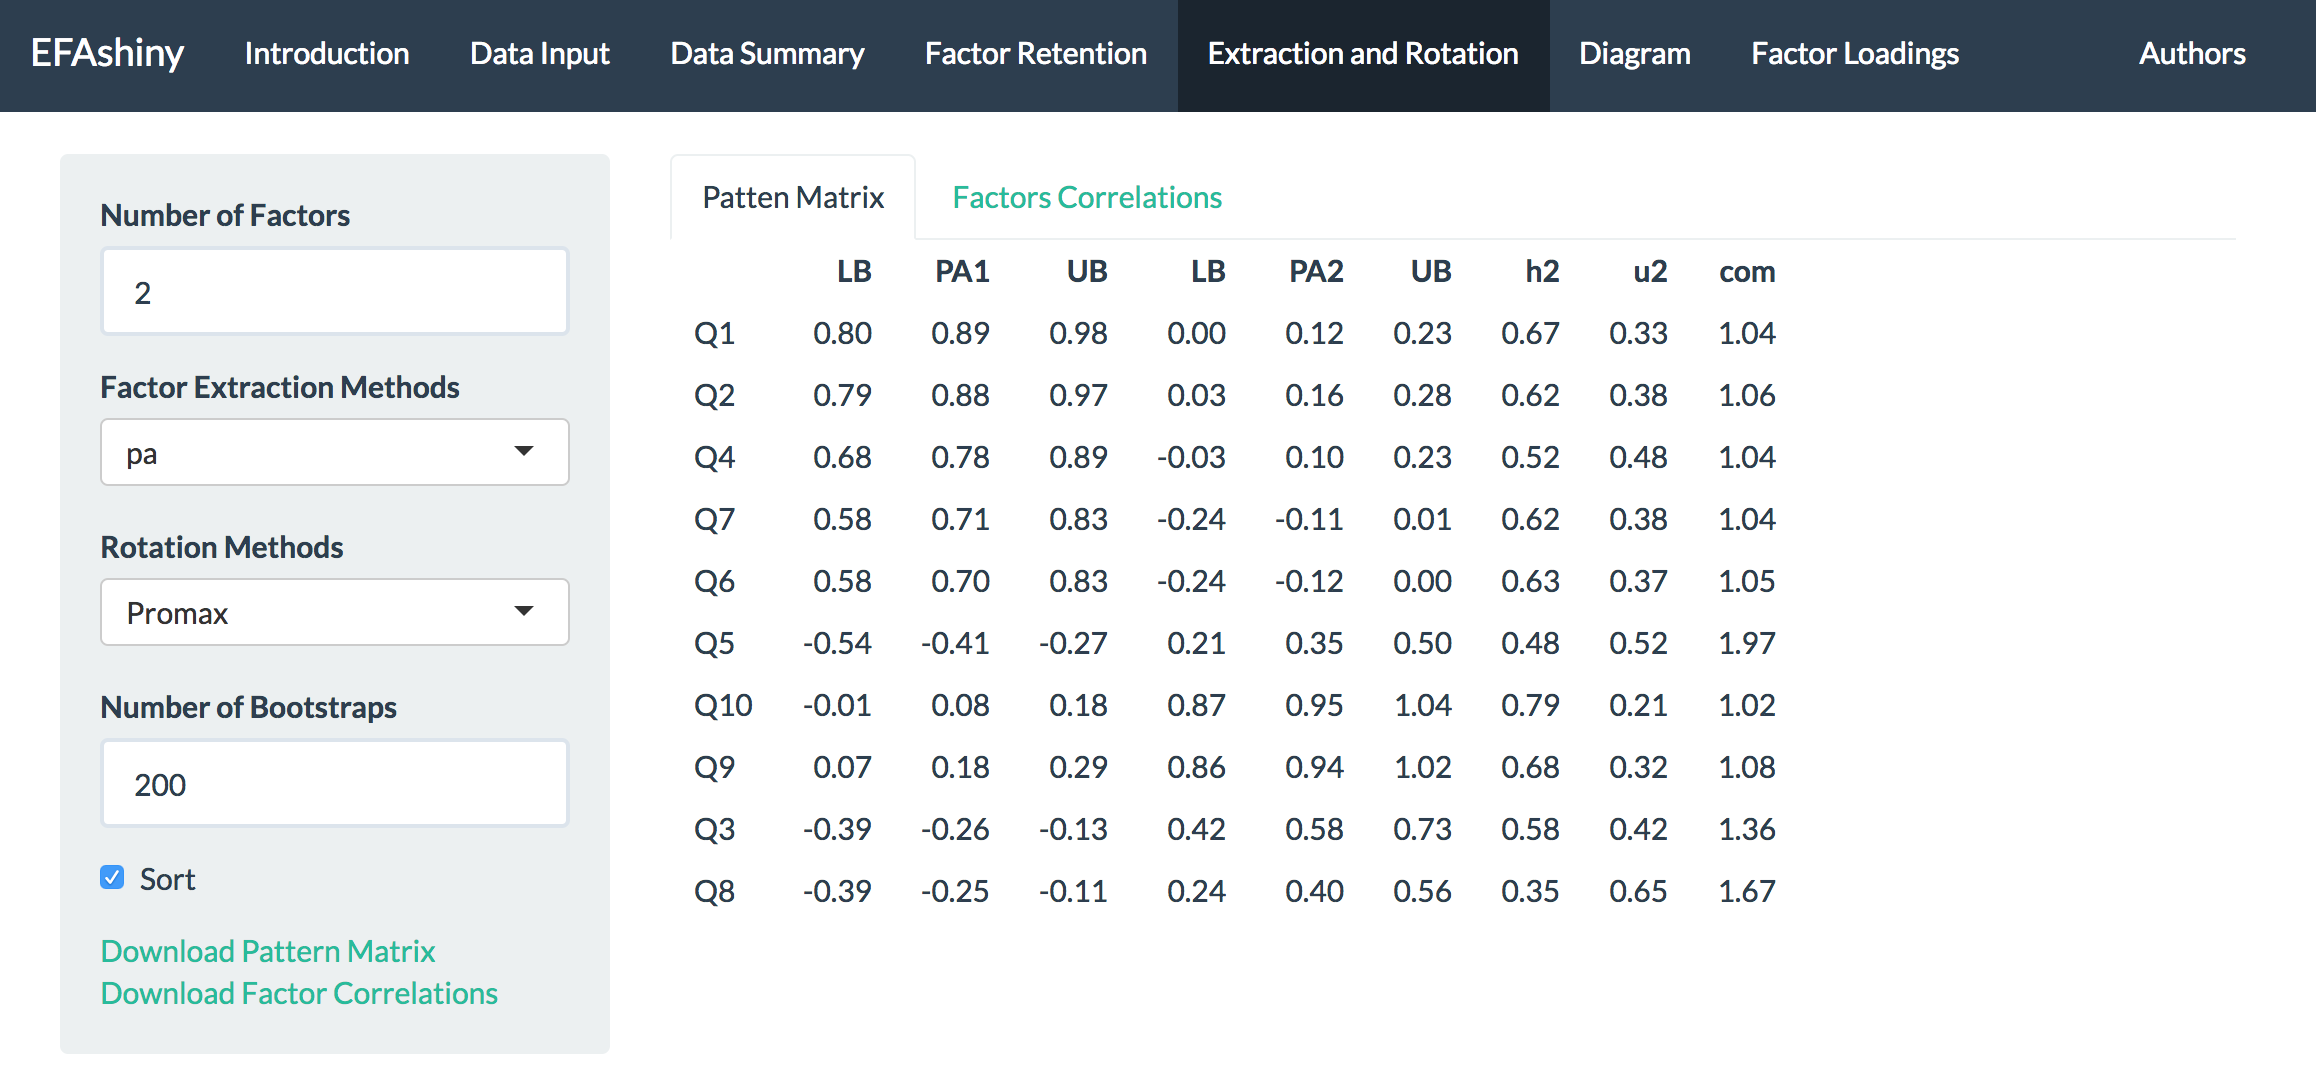 EFAshiny Introduction Data Input Data Summary Factor Retention Extraction and Rotation Diagram Factor Loadings Authors
Number of Factors
2
Factor Extraction Methods
pa
Rotation Methods
Promax
Number of Bootstraps
200
Sort
Download Pattern Matrix
Download Factor Correlations
Patten Matrix Factors Correlations
LB PA1 UB LB PA2 UB h2 u2 com
Q1 0.80 0.89 0.98 0.00 0.12 0.23 0.67 0.33 1.04
Q2 0.79 0.88 0.97 0.03 0.16 0.28 0.62 0.38 1.06
Q4 0.68 0.78 0.89 -0.03 0.10 0.23 0.52 0.48 1.04
Q7 0.58 0.71 0.83 -0.24 -0.11 0.01 0.62 0.38 1.04
Q6 0.58 0.70 0.83 -0.24 -0.12 0.00 0.63 0.37 1.05
Q5 -0.54 -0.41 -0.27 0.21 0.35 0.50 0.48 0.52 1.97
Q10 -0.01 0.08 0.18 0.87 0.95 1.04 0.79 0.21 1.02
Q9 0.07 0.18 0.29 0.86 0.94 1.02 0.68 0.32 1.08
Q3 -0.39 -0.26 -0.13 0.42 0.58 0.73 0.58 0.42 1.36
Q8 -0.39 -0.25 -0.11 0.24 0.40 0.56 0.35 0.65 1.67